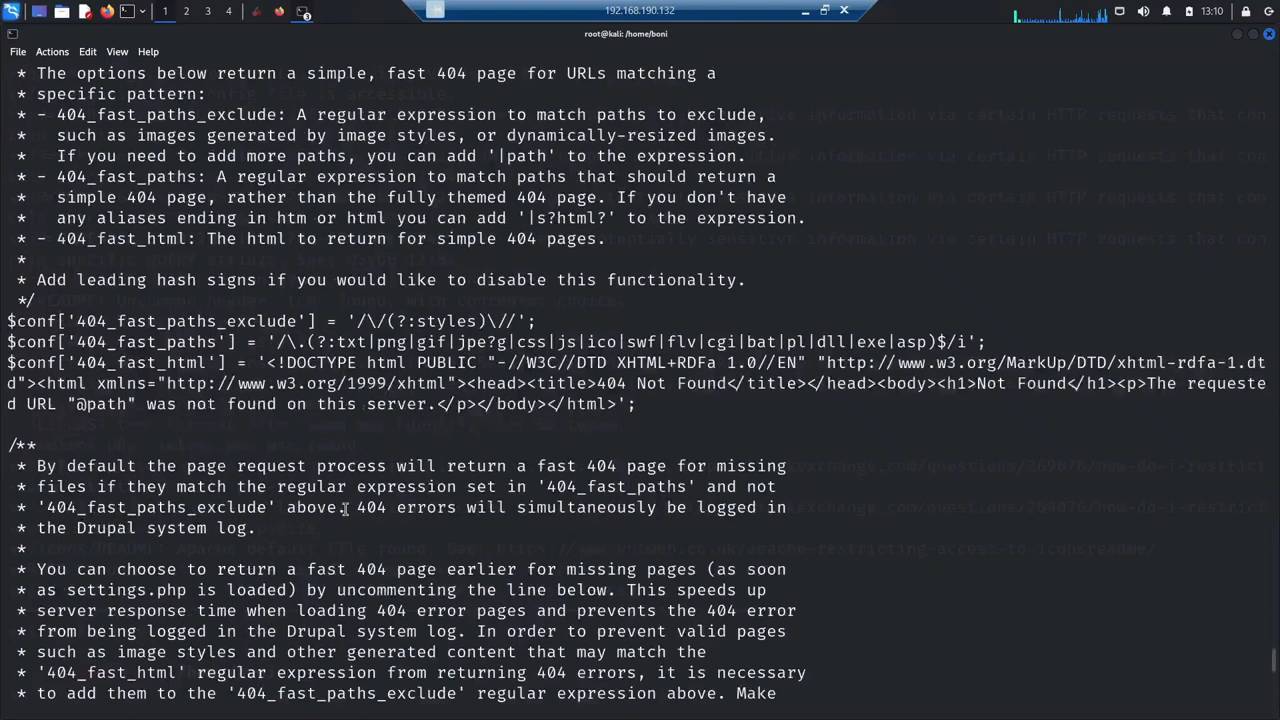 1 2 3 4 3
192.168.190.132
13:10
root@kali: /home/boni
File Actions Edit View Help
* The options below return a simple, fast 404 page for URLs matching a
* specific pattern:
* - 404_fast_paths_exclude: A regular expression to match paths to exclude,
*   such as images generated by image styles, or dynamically-resized images.
*   If you need to add more paths, you can add '|path' to the expression.
* - 404_fast_paths: A regular expression to match paths that should return a
*   simple 404 page, rather than the fully themed 404 page. If you don't have
*   any aliases ending in htm or html you can add '|s?html?' to the expression.
* - 404_fast_html: The html to return for simple 404 pages.
*
* Add leading hash signs if you would like to disable this functionality.
*/
$conf['404_fast_paths_exclude'] = '/\/(?:styles)\//';
$conf['404_fast_paths'] = '/\.(?:txt|png|gif|jpe?g|css|js|ico|swf|flv|cgi|bat|pl|dll|exe|asp)$/i';
$conf['404_fast_html'] = '<!DOCTYPE html PUBLIC "-//W3C//DTD XHTML+RDFa 1.0//EN" "http://www.w3.org/MarkUp/DTD/xhtml-rdfa-1.dt
d"><html xmlns="http://www.w3.org/1999/xhtml"><head><title>404 Not Found</title></head><body><h1>Not Found</h1><p>The requeste
d URL "@path" was not found on this server.</p></body></html>';
/**
* By default the page request process will return a fast 404 page for missing
* files if they match the regular expression set in '404_fast_paths' and not
* '404_fast_paths_exclude' above. 404 errors will simultaneously be logged in
* the Drupal system log.
*
* You can choose to return a fast 404 page earlier for missing pages (as soon
* as settings.php is loaded) by uncommenting the line below. This speeds up
* server response time when loading 404 error pages and prevents the 404 error
* from being logged in the Drupal system log. In order to prevent valid pages
* such as image styles and other generated content that may match the
* '404_fast_html' regular expression from returning 404 errors, it is necessary
* to add them to the '404_fast_paths_exclude' regular expression above. Make